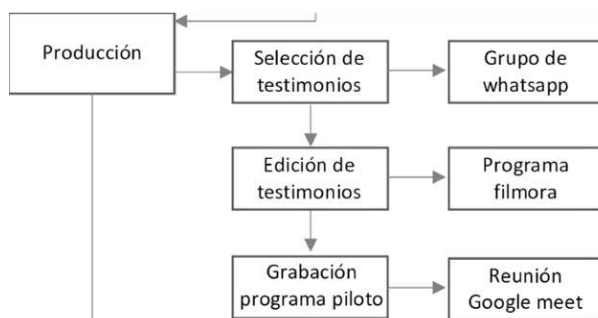 Producción
Selección de
testimonios
Grupo de
whatsapp
Edición de
testimonios
Programa
filmora
Grabación
programa piloto
Reunión
Google meet